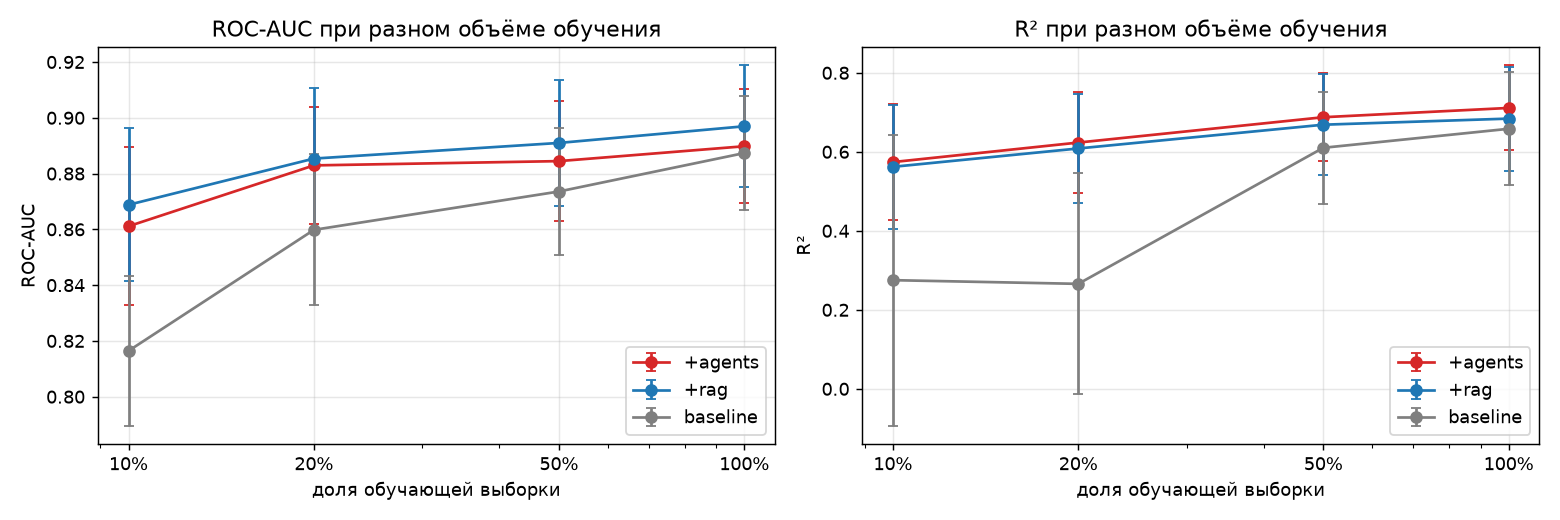 ROC-AUC при разном объёме обучения
ROC-AUC
0.92
0.90
0.88
0.86
0.84
0.82
0.80
10%
20%
50%
100%
доля обучающей выборки
+agents
+rag
baseline
R² при разном объёме обучения
R²
0.8
0.6
0.4
0.2
0.0
10%
20%
50%
100%
доля обучающей выборки
+agents
+rag
baseline